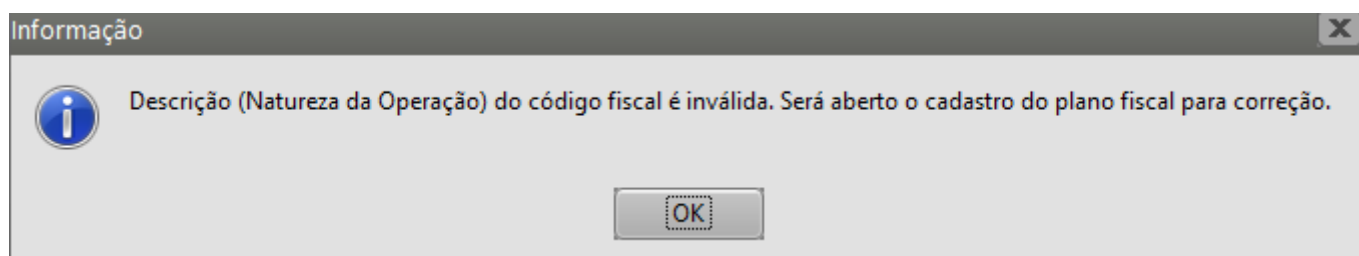 Informação
Descrição (Natureza da Operação) do código fiscal é inválida. Será aberto o cadastro do plano fiscal para correção.
OK